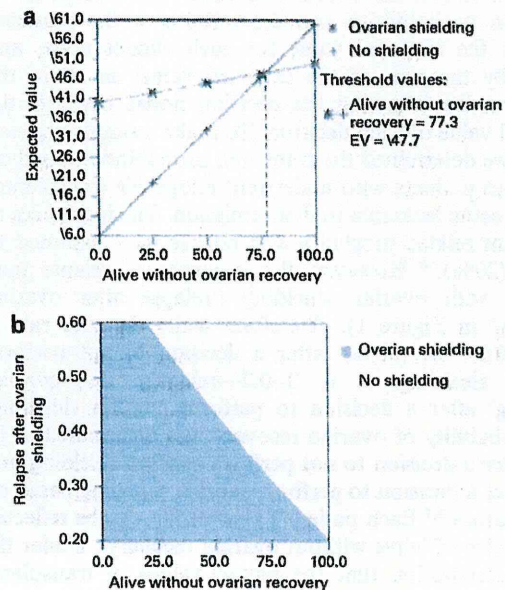 a
\61.0
\56.0
\51.0
\46.0
\41.0
\36.0
\31.0
\26.0
\21.0
\16.0
\11.0
\6.0
Expected value
0.0 25.0 50.0 75.0 100.0
Alive without ovarian recovery
Ovarian shielding
No shielding
Threshold values:
Alive without ovarian
recovery = 77.3
EV = \47.7
b
0.60
0.50
0.40
0.30
0.20
Relapse after ovarian
shielding
0.0 25.0 50.0 75.0 100.0
Alive without ovarian recovery
Ovarian shielding
No shielding